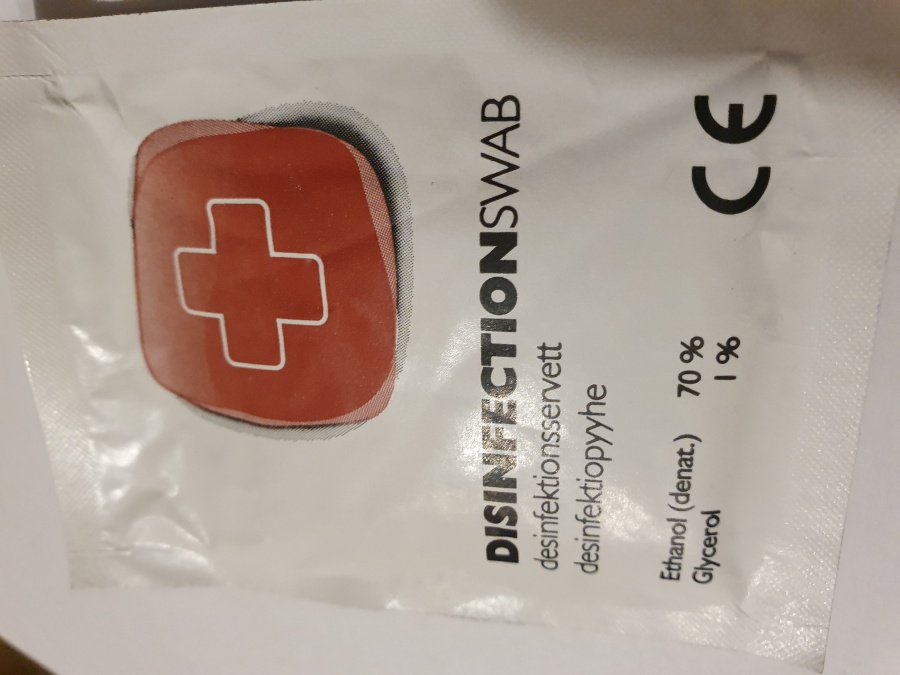 DISINFECTIONSWAB
desinfektionsservett
desinfektiopyyhe
Ethanol (denat.) 70 %
Glycerol 1 %
CE